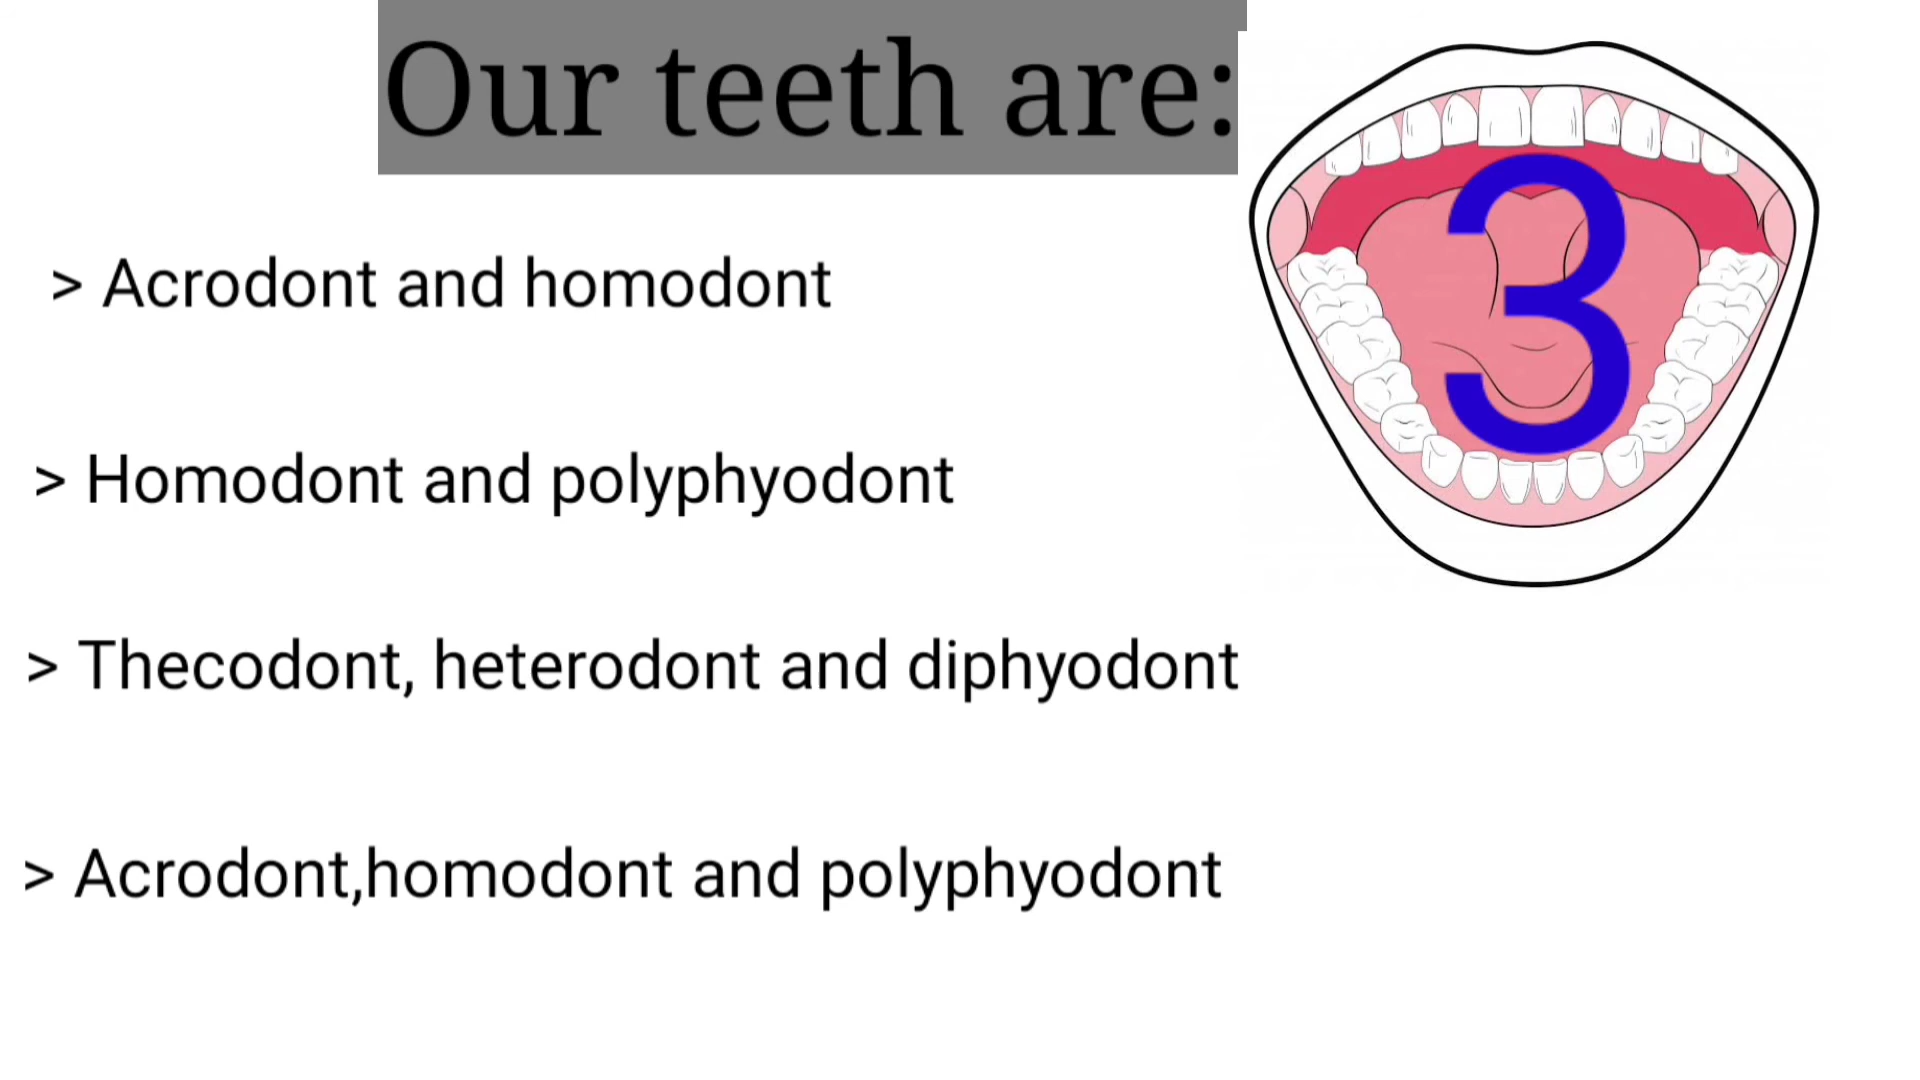 Our teeth are:
3
> Acrodont and homodont
> Homodont and polyphyodont
> Thecodont, heterodont and diphyodont
> Acrodont,homodont and polyphyodont